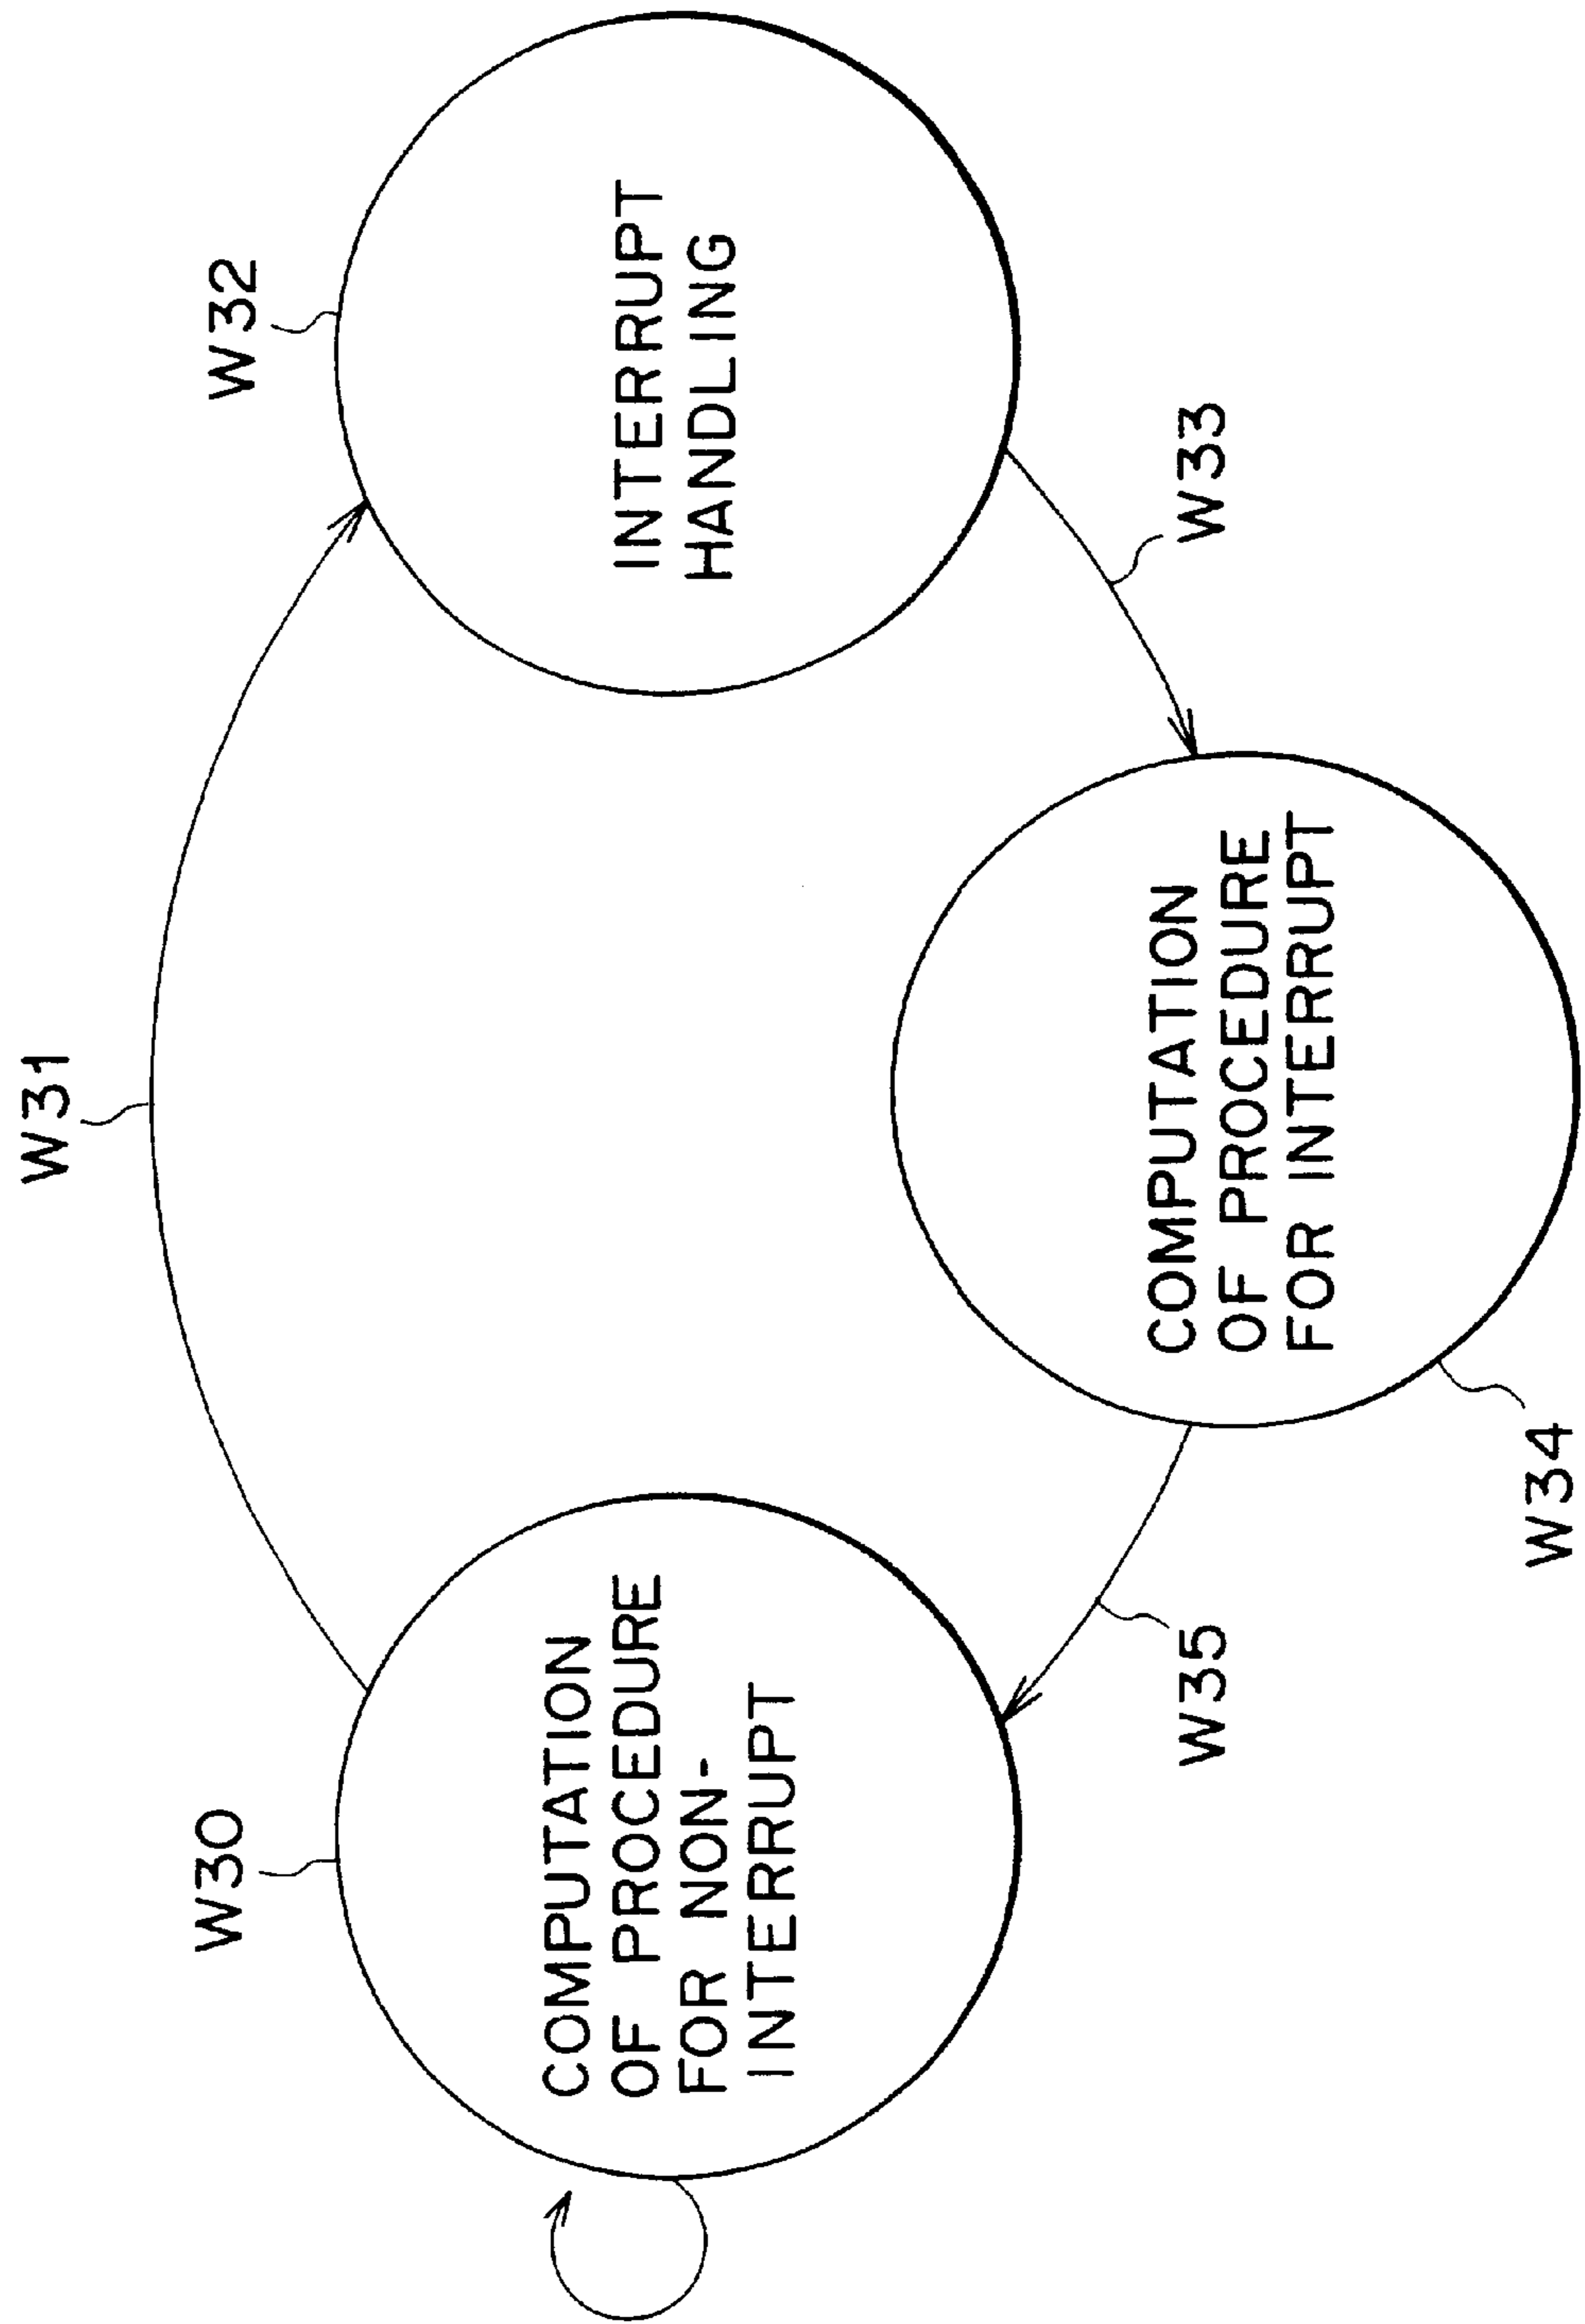 W31
W30
W32
COMPUTATION
OF PROCEDURE
FOR NON-
INTERRUPT
INTERRUPT
HANDLING
W35
W33
COMPUTATION
OF PROCEDURE
FOR INTERRUPT
W34